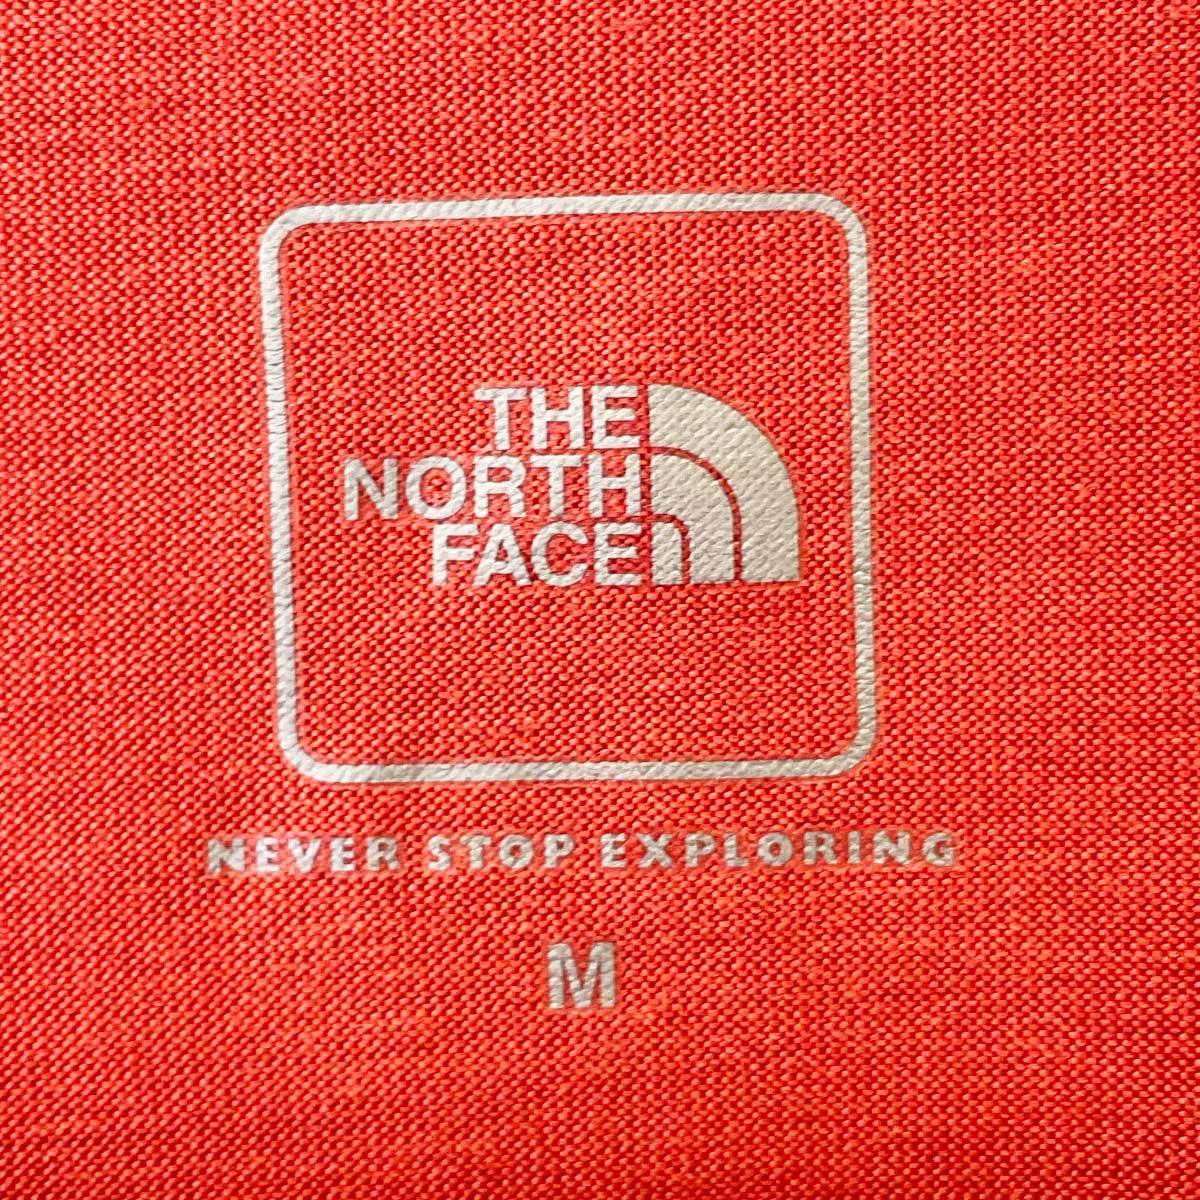 THE
NORTH
FACE
NEVER STOP EXPLORING
M